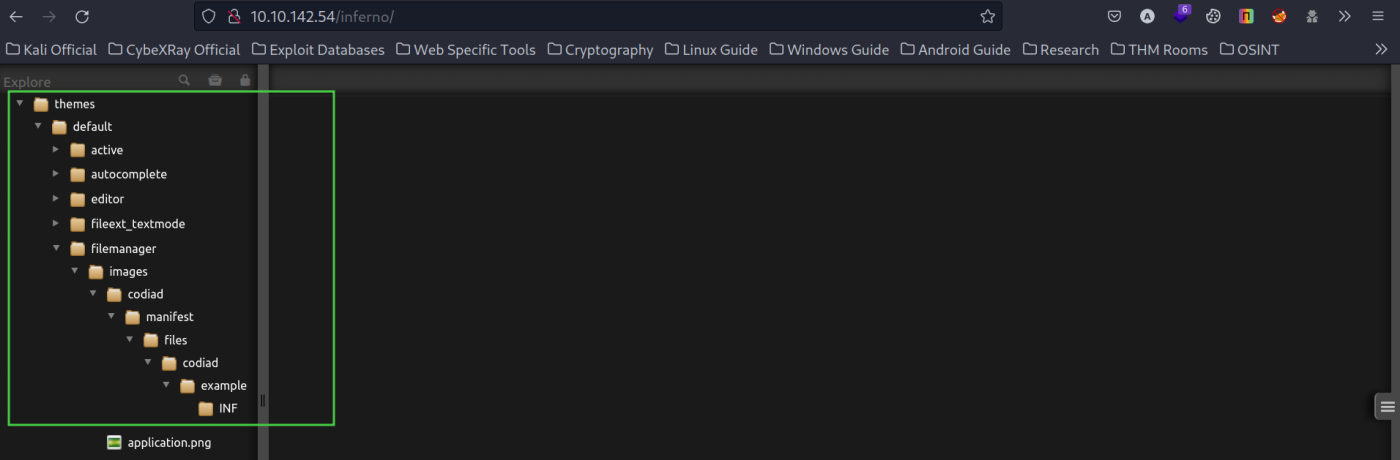 10.10.142.54/inferno/
6
A
Kali Official CybeXRay Official Exploit Databases Web Specific Tools Cryptography Linux Guide Windows Guide Android Guide Research THM Rooms OSINT
Explore
themes
default
active
autocomplete
editor
fileext_textmode
filemanager
images
codiad
manifest
files
codiad
example
INF
application.png